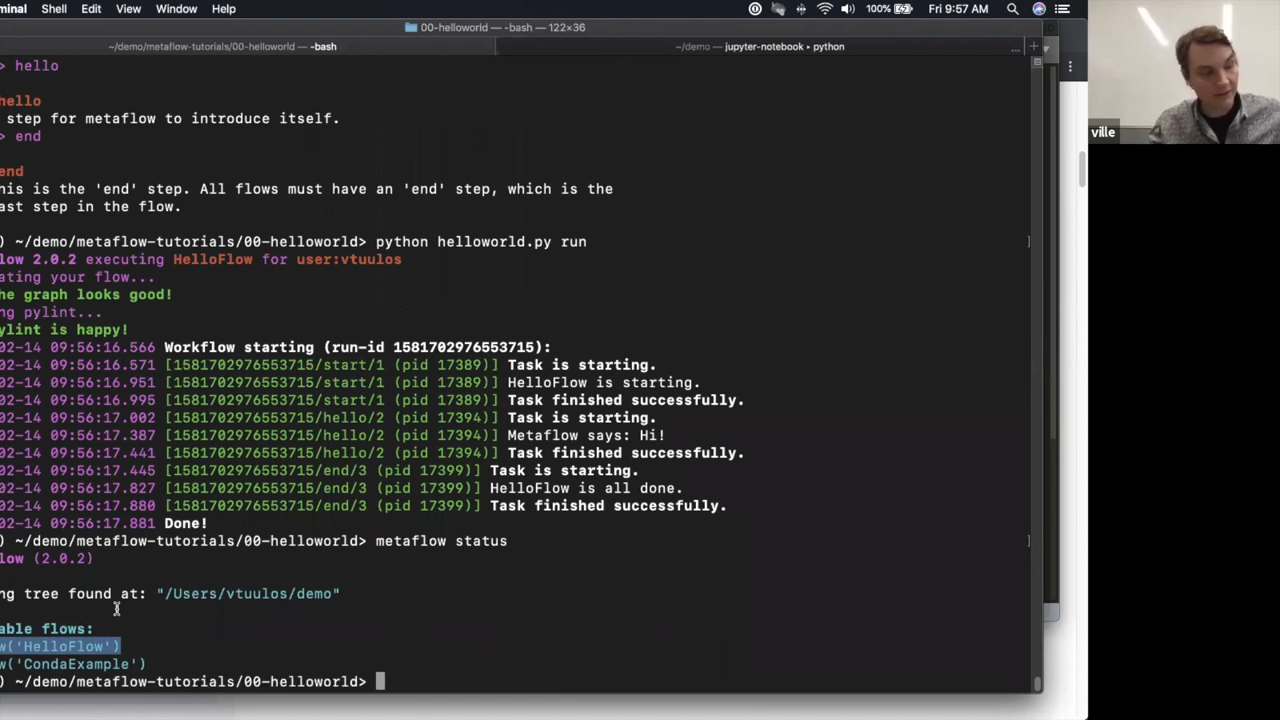 minal Shell Edit View Window Help 100% Fri 9:57 AM
00-helloworld — -bash — 122×36
~/demo/metaflow-tutorials/00-helloworld — -bash ~/demo — jupyter-notebook ▸ python ... +
> hello
hello
step for metaflow to introduce itself.
> end
end
his is the 'end' step. All flows must have an 'end' step, which is the
ast step in the flow.
) ~/demo/metaflow-tutorials/00-helloworld> python helloworld.py run
low 2.0.2 executing HelloFlow for user:vtuulos
ating your flow...
he graph looks good!
ng pylint...
ylint is happy!
02-14 09:56:16.566 Workflow starting (run-id 1581702976553715):
02-14 09:56:16.571 [1581702976553715/start/1 (pid 17389)] Task is starting.
02-14 09:56:16.951 [1581702976553715/start/1 (pid 17389)] HelloFlow is starting.
02-14 09:56:16.995 [1581702976553715/start/1 (pid 17389)] Task finished successfully.
02-14 09:56:17.002 [1581702976553715/hello/2 (pid 17394)] Task is starting.
02-14 09:56:17.387 [1581702976553715/hello/2 (pid 17394)] Metaflow says: Hi!
02-14 09:56:17.441 [1581702976553715/hello/2 (pid 17394)] Task finished successfully.
02-14 09:56:17.445 [1581702976553715/end/3 (pid 17399)] Task is starting.
02-14 09:56:17.827 [1581702976553715/end/3 (pid 17399)] HelloFlow is all done.
02-14 09:56:17.880 [1581702976553715/end/3 (pid 17399)] Task finished successfully.
02-14 09:56:17.881 Done!
) ~/demo/metaflow-tutorials/00-helloworld> metaflow status
low (2.0.2)
ng tree found at: "/Users/vtuulos/demo"
able flows:
w('HelloFlow')
w('CondaExample')
) ~/demo/metaflow-tutorials/00-helloworld>
ville